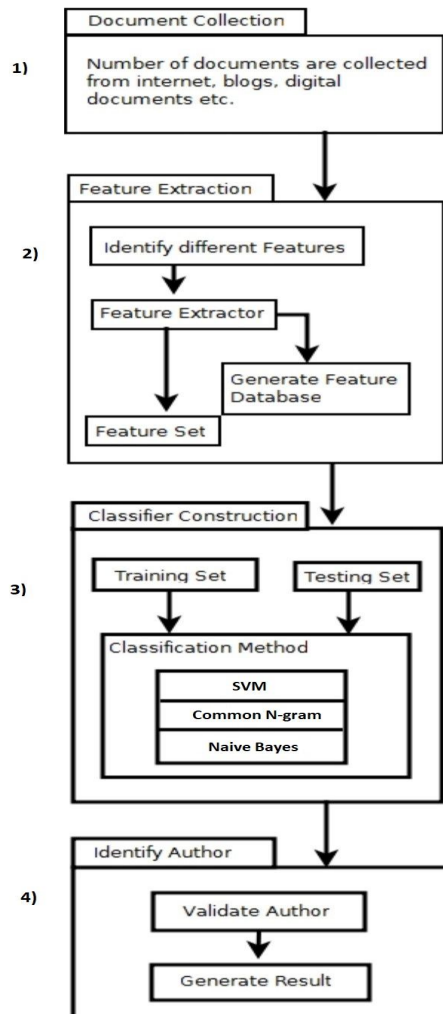 Document Collection
1)
Number of documents are collected
from internet, blogs, digital
documents etc.
Feature Extraction
2)
Identify different Features
Feature Extractor
Generate Feature
Database
Feature Set
Classifier Construction
3)
Training Set
Testing Set
Classification Method
SVM
Common N-gram
Naive Bayes
Identify Author
4)
Validate Author
Generate Result